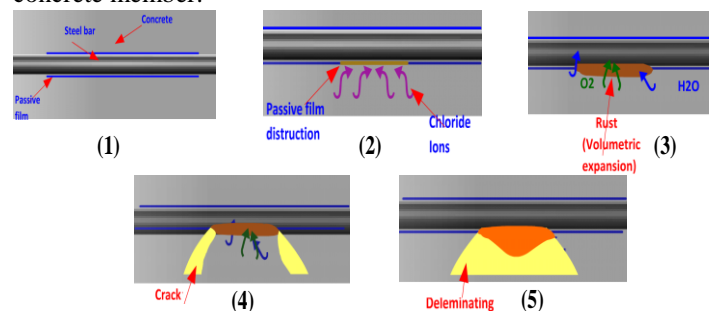 concrete member.
Concrete
Steel bar
Passive
film
(1)
Passive film
distruction
Chloride
Ions
(2)
O2
H2O
Rust
(Volumetric
expansion)
(3)
Crack
(4)
Deleminating
(5)